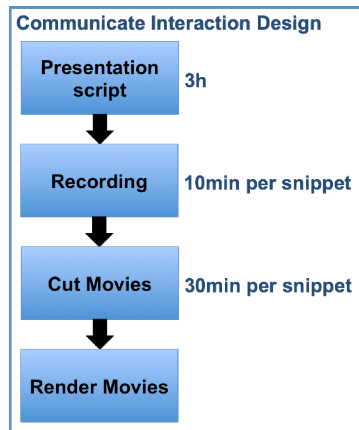 Communicate Interaction Design
Presentation
script
3h
Recording
10min per snippet
Cut Movies
30min per snippet
Render Movies